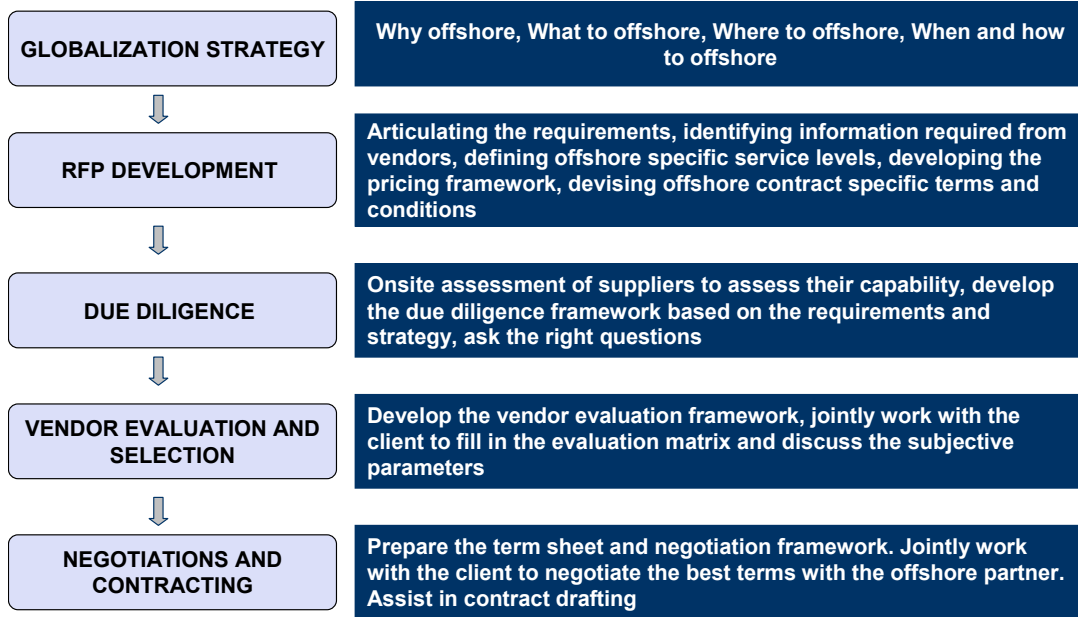 GLOBALIZATION STRATEGY
Why offshore, What to offshore, Where to offshore, When and how
to offshore
RFP DEVELOPMENT
Articulating the requirements, identifying information required from
vendors, defining offshore specific service levels, developing the
pricing framework, devising offshore contract specific terms and
conditions
DUE DILIGENCE
Onsite assessment of suppliers to assess their capability, develop
the due diligence framework based on the requirements and
strategy, ask the right questions
VENDOR EVALUATION AND
SELECTION
Develop the vendor evaluation framework, jointly work with the
client to fill in the evaluation matrix and discuss the subjective
parameters
NEGOTIATIONS AND
CONTRACTING
Prepare the term sheet and negotiation framework. Jointly work
with the client to negotiate the best terms with the offshore partner.
Assist in contract drafting